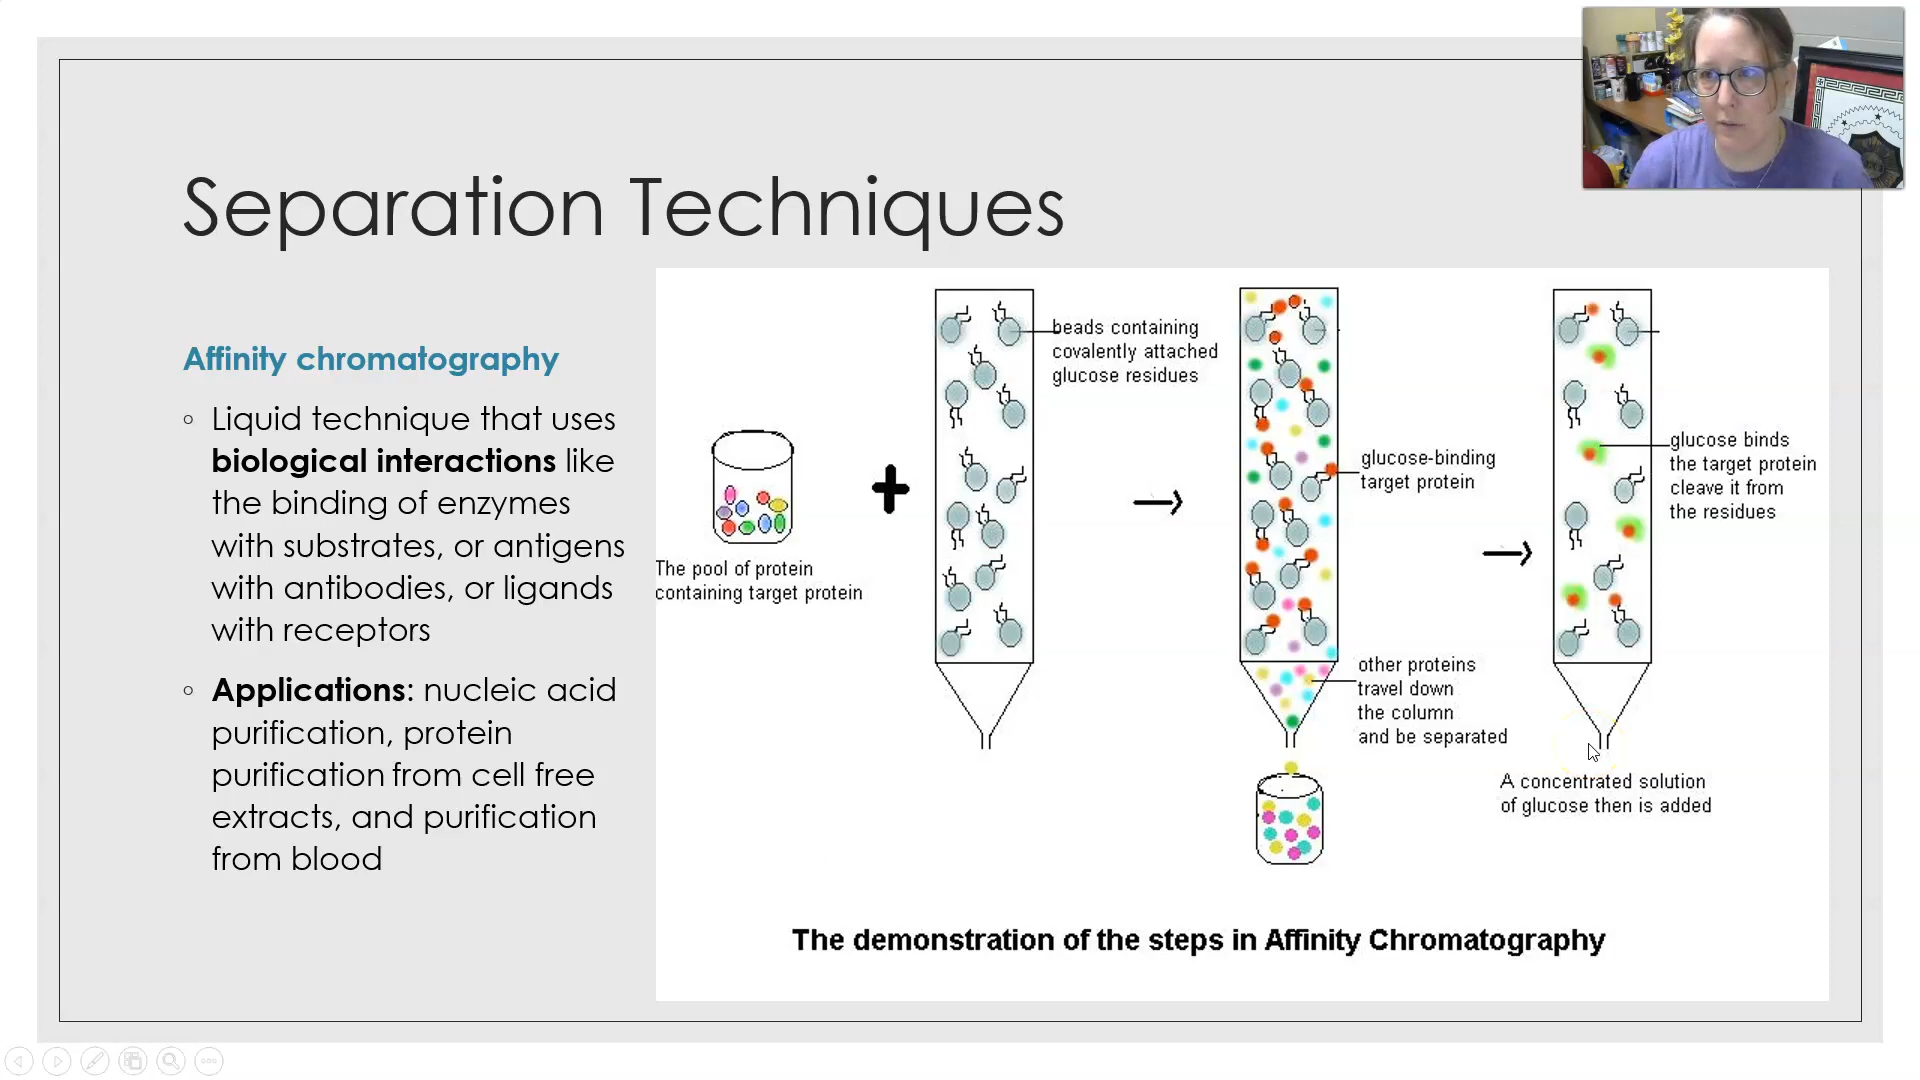 Separation Techniques
Affinity chromatography
Liquid technique that uses
biological interactions like
the binding of enzymes
with substrates, or antigens
with antibodies, or ligands
with receptors
Applications: nucleic acid
purification, protein
purification from cell free
extracts, and purification
from blood
The pool of protein
containing target protein
beads containing
covalently attached
glucose residues
glucose-binding
target protein
other proteins
travel down
the column
and be separated
glucose binds
the target protein
cleave it from
the residues
A concentrated solution
of glucose then is added
The demonstration of the steps in Affinity Chromatography